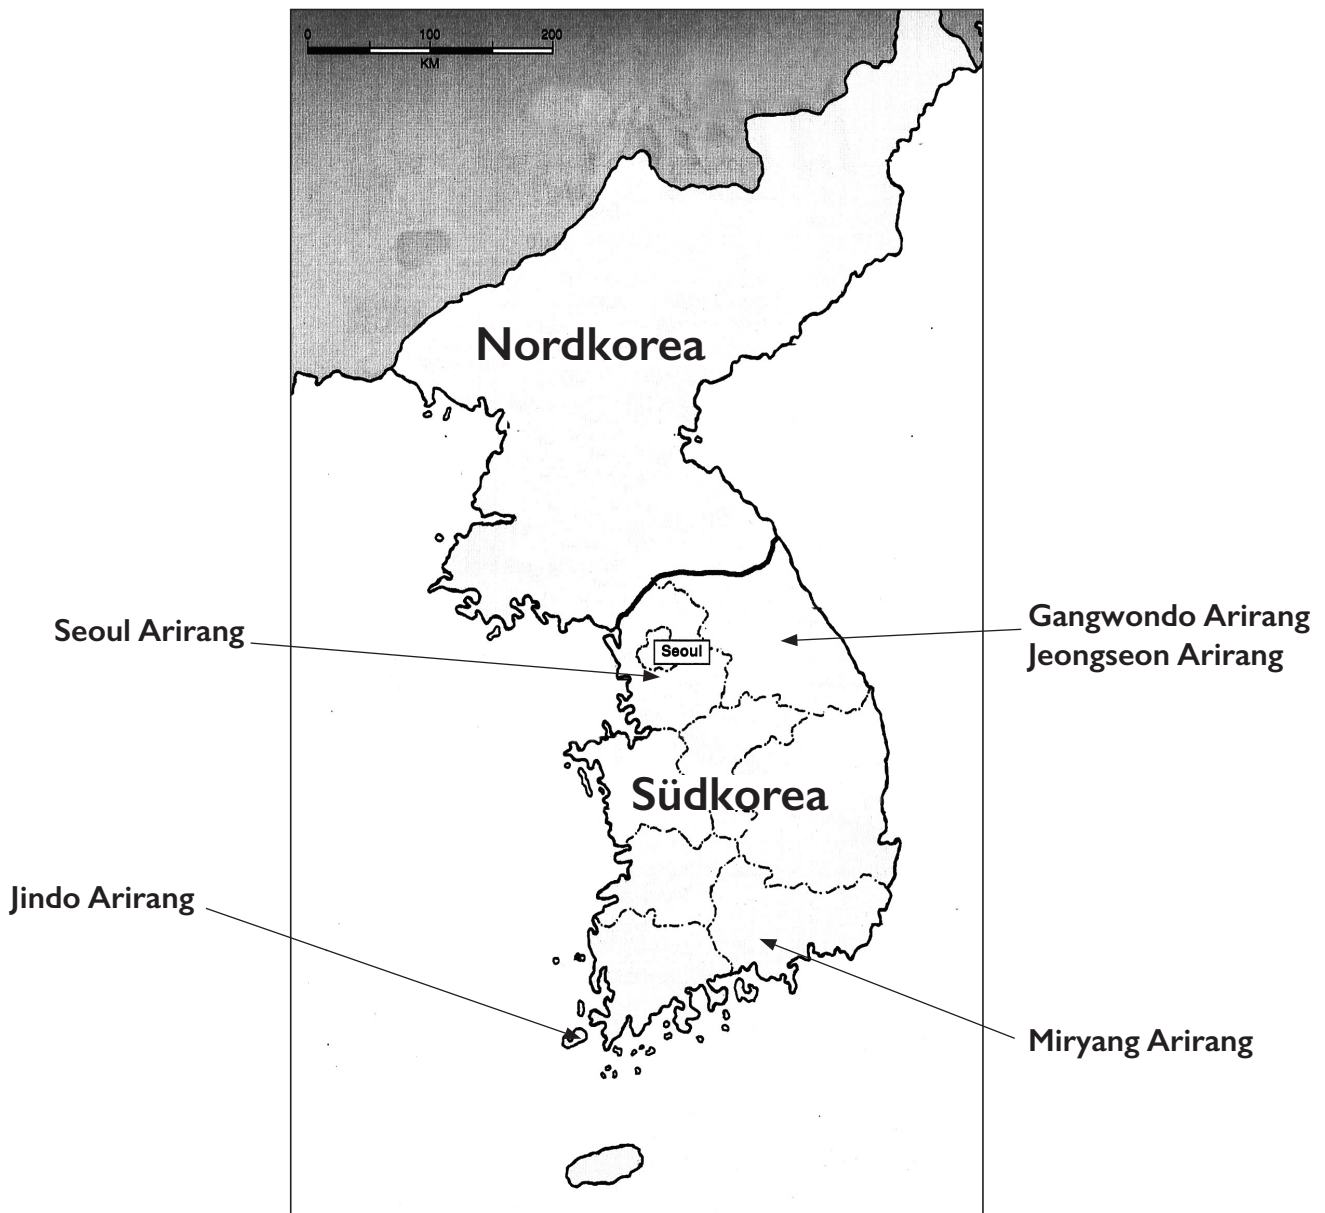 0 100 200
KM
Nordkorea
Seoul Arirang
Gangwondo Arirang
Jeongseon Arirang
Seoul
Südkorea
Jindo Arirang
Miryang Arirang